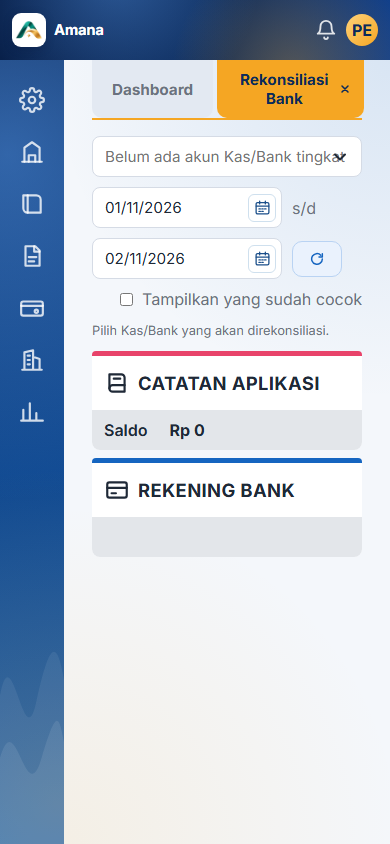 Amana
PE
Dashboard
Rekonsiliasi
Bank
Belum ada akun Kas/Bank tingkat
01/11/2026
s/d
02/11/2026
Tampilkan yang sudah cocok
Pilih Kas/Bank yang akan direkonsiliasi.
CATATAN APLIKASI
Saldo Rp 0
REKENING BANK